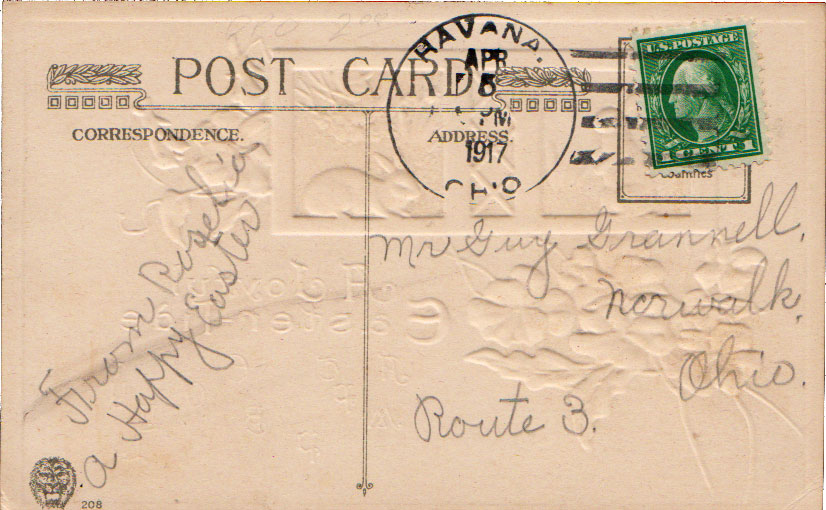 HAVANA.
APR
5
PM
1917
OHIO
U.S. POSTAGE
POST CARD
CORRESPONDENCE.
ADDRESS.
Mr Guy Grannell,
Norwalk,
Ohio.
Route 3.
From Rosetia
a Happy Easter
208